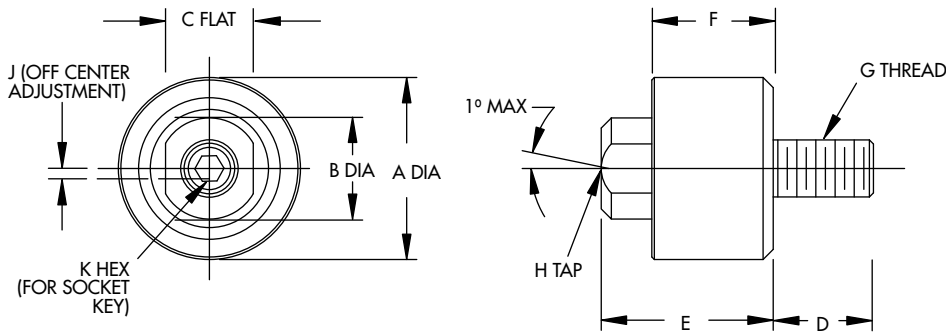 C FLAT
J (OFF CENTER
ADJUSTMENT)
B DIA
A DIA
K HEX
(FOR SOCKET
KEY)
F
G THREAD
1º MAX
H TAP
E
D